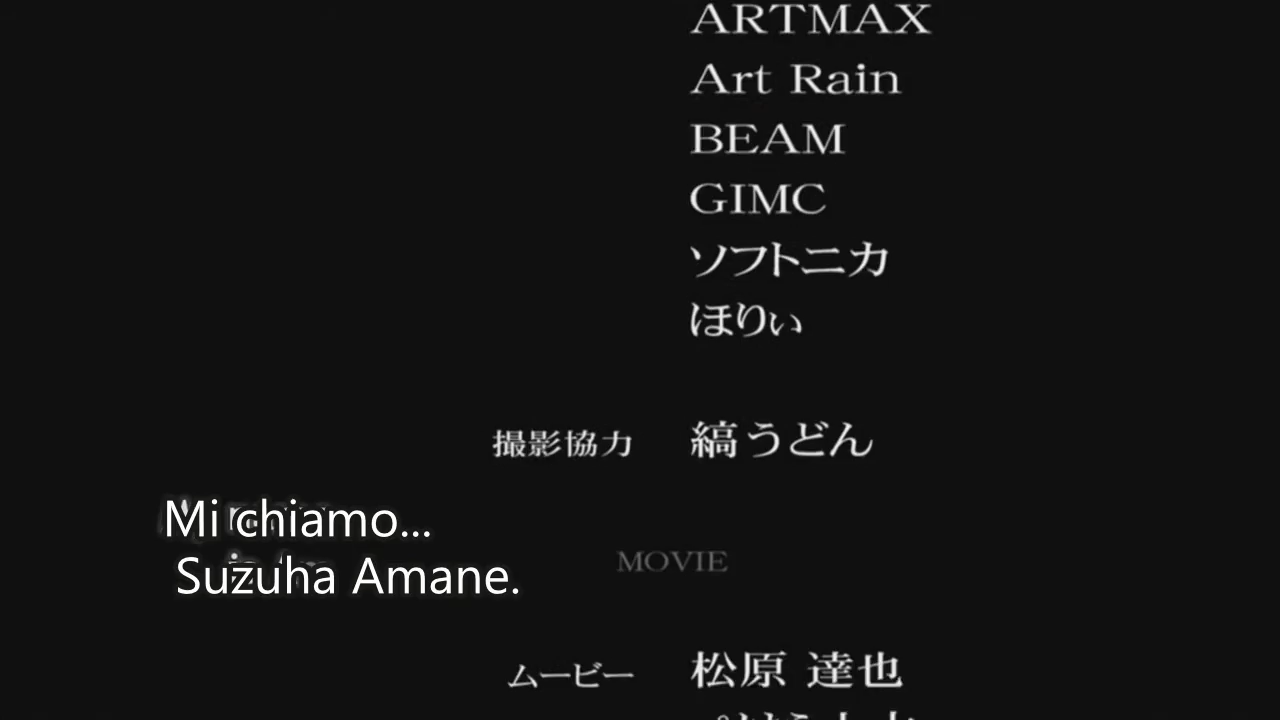 ARTMAX
Art Rain
BEAM
GIMC
ソフトニカ
ほりぃ
撮影協力 縞うどん
Mi chiamo...
MOVIE
Suzuha Amane.
ムービー 松原 達也